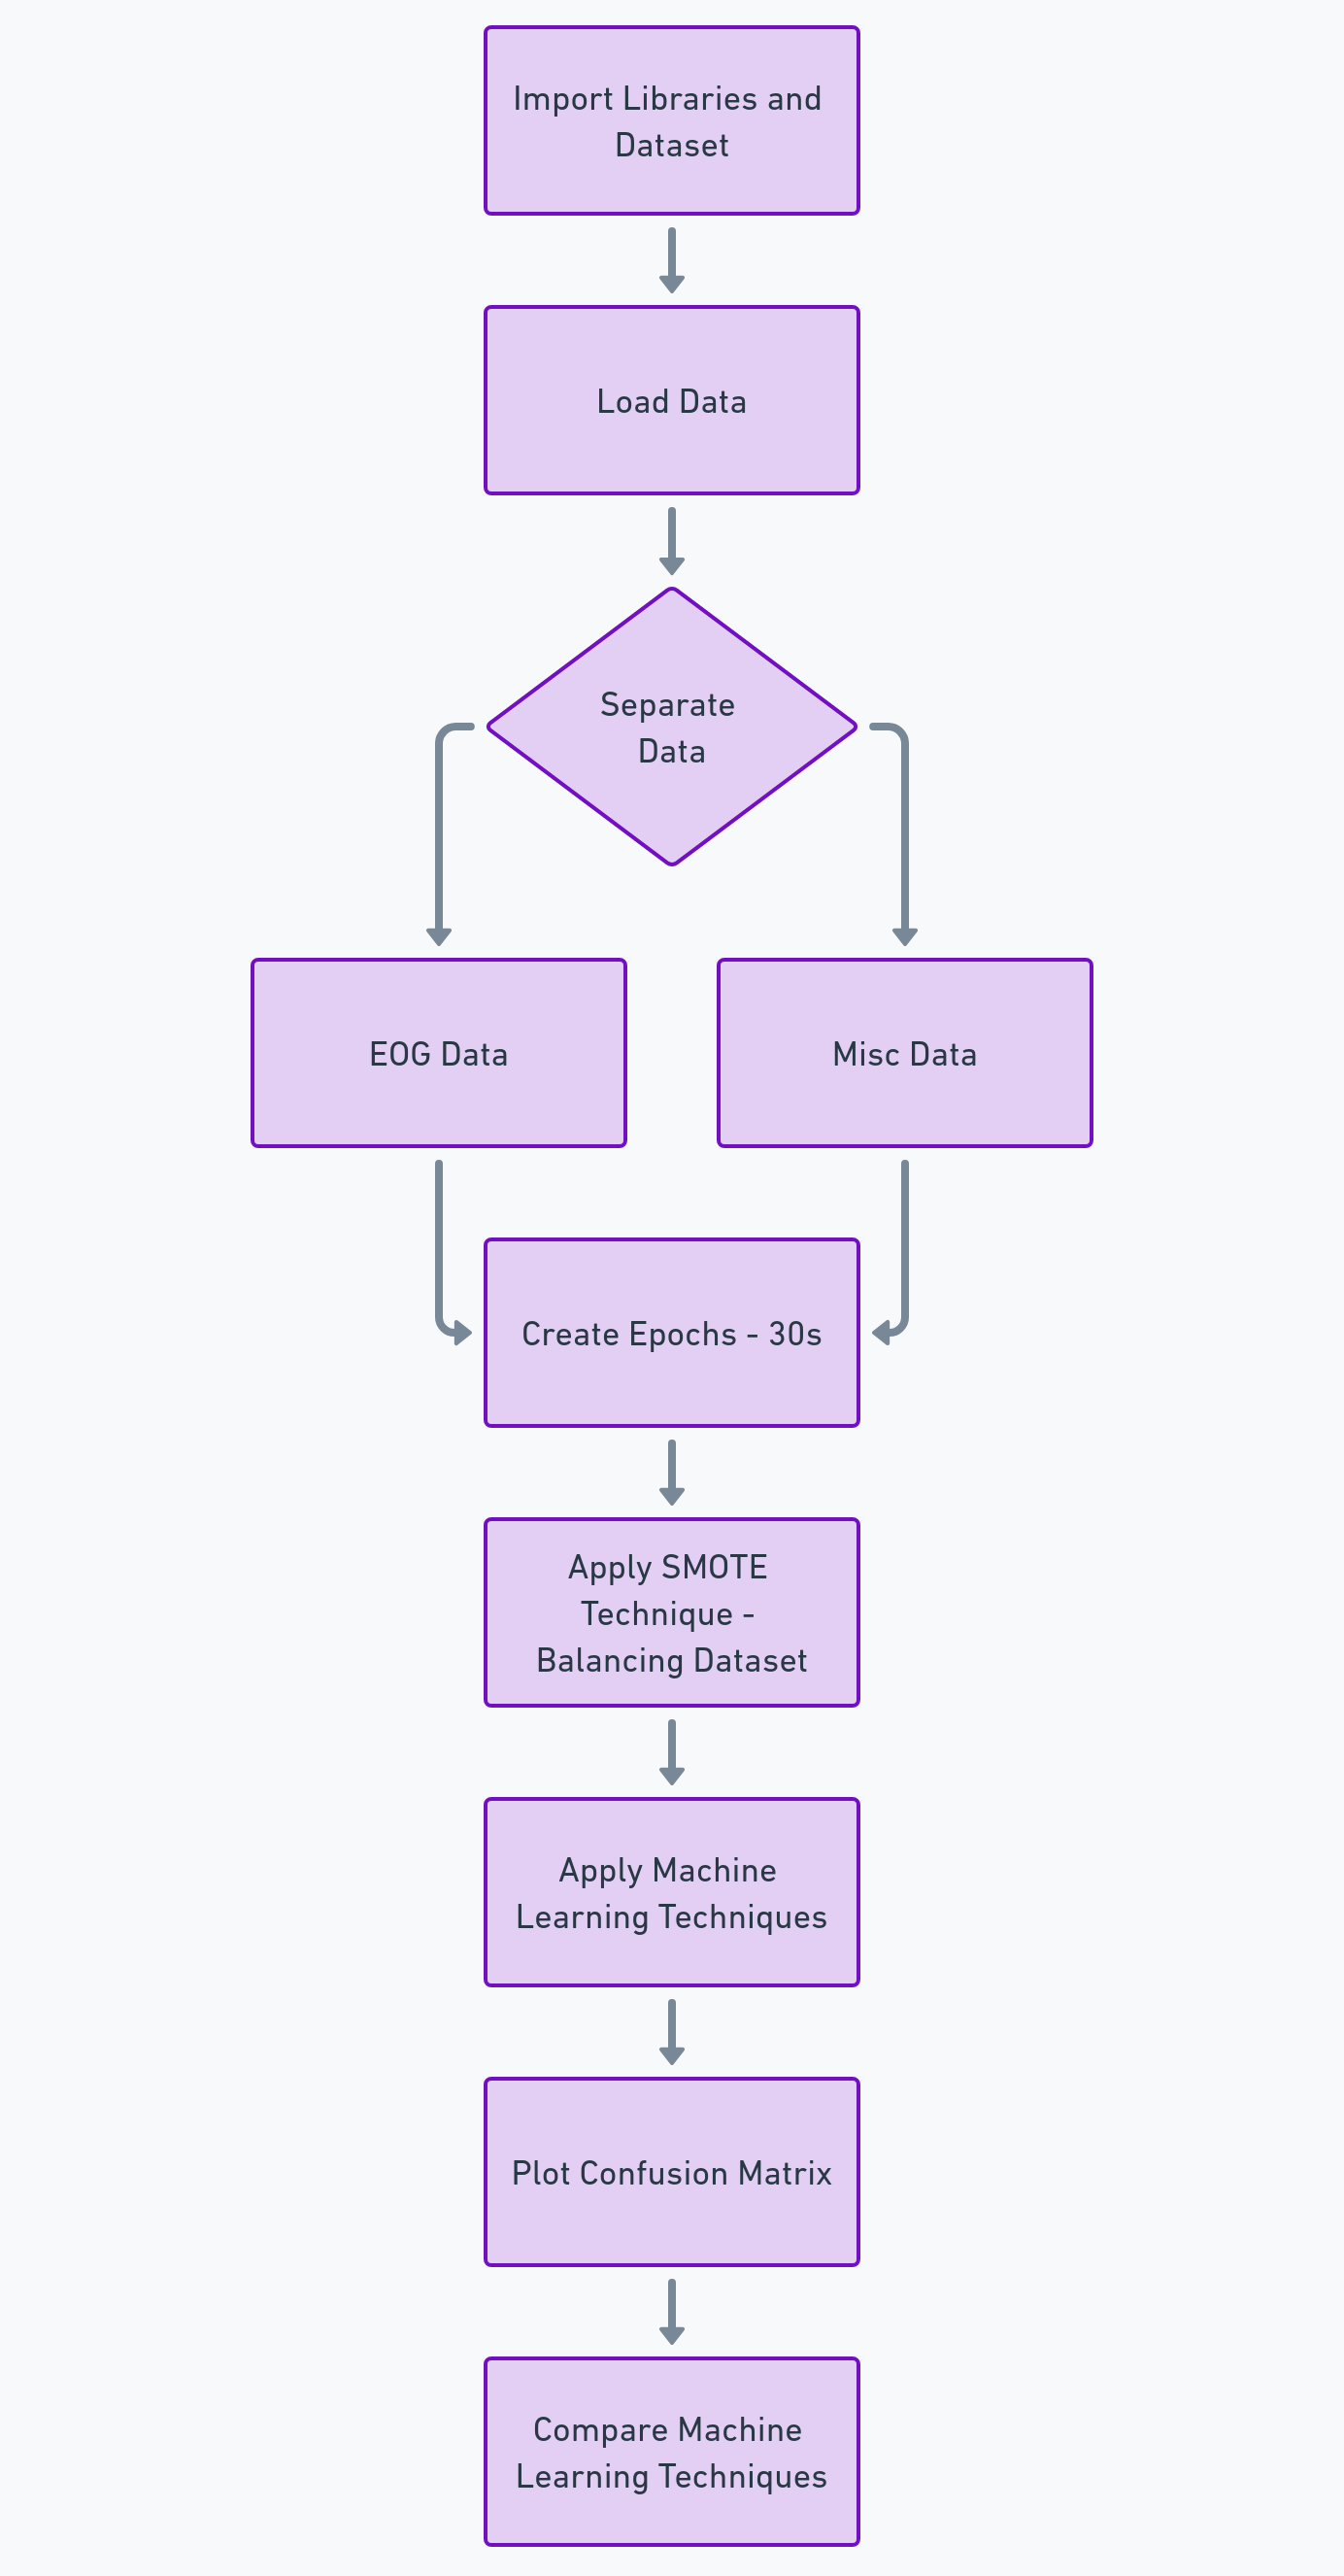 Import Libraries and
Dataset
Load Data
Separate
Data
EOG Data
Misc Data
Create Epochs - 30s
Apply SMOTE
Technique -
Balancing Dataset
Apply Machine
Learning Techniques
Plot Confusion Matrix
Compare Machine
Learning Techniques